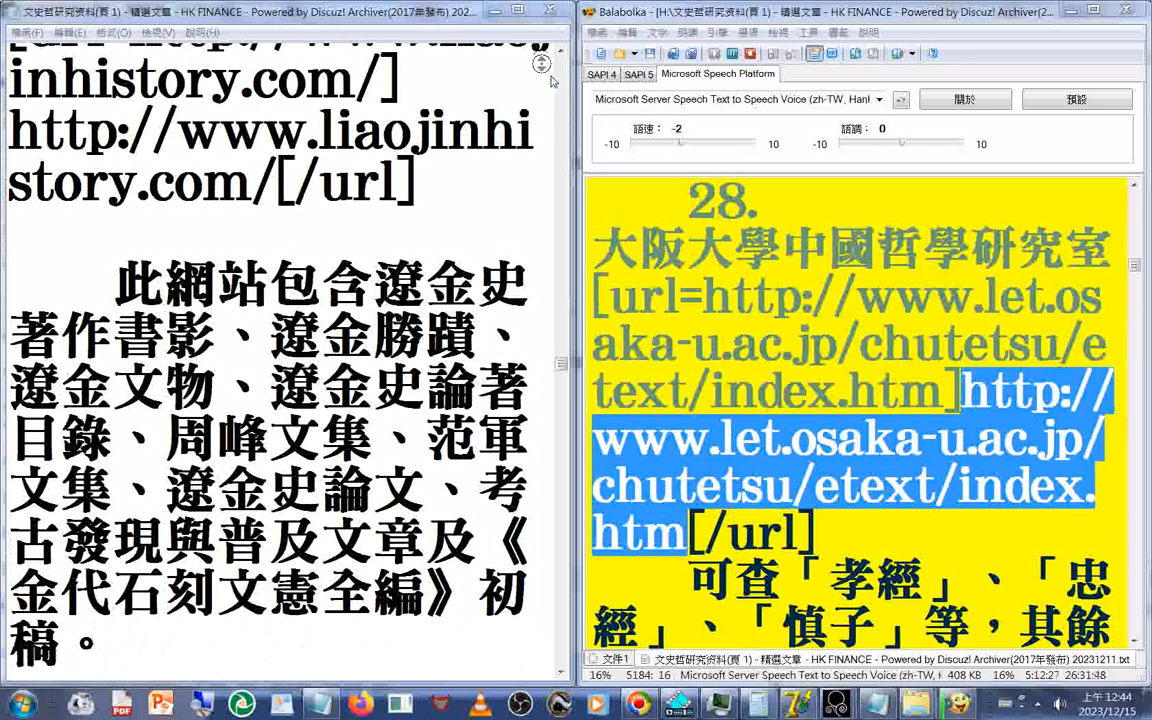 文史哲研究资料(頁 1) - 精選文章 - HK FINANCE - Powered by Discuz! Archiver(2017年發布) 202...
檔案(F) 編輯(E) 格式(O) 檢視(V) 說明(H)
inhistory.com/]
http://www.liaojinhi
story.com/[/url]
此網站包含遼金史
著作書影、遼金勝蹟、
遼金文物、遼金史論著
目錄、周峰文集、范軍
文集、遼金史論文、考
古發現與普及文章及《
金代石刻文憲全編》初
稿。
Balabolka - [H:\文史哲研究资料(頁 1) - 精選文章 - HK FINANCE - Powered by Discuz! Archiver(2...
檔案 編輯 文字 朗讀 引擎 選項 檢視 工具 書籤 說明
SAPI 4 SAPI 5 Microsoft Speech Platform
Microsoft Server Speech Text to Speech Voice (zh-TW, Hanl
關於
預設
語速： -2
語調： 0
-10 10 -10 10
28.
大阪大學中國哲學研究室
[url=http://www.let.os
aka-u.ac.jp/chutetsu/e
text/index.htm]http://
www.let.osaka-u.ac.jp/
chutetsu/etext/index.
htm[/url]
可查「孝經」、「忠
經」、「慎子」等，其餘
文件1 文史哲研究资料(頁 1) - 精選文章 - HK FINANCE - Powered by Discuz! Archiver(2017年發布) 20231211.txt
16% 5184: 16 Microsoft Server Speech Text to Speech Voice (zh-T 408 KB 16% 5:12:27 26:31:48
上午 12:44
2023/12/15